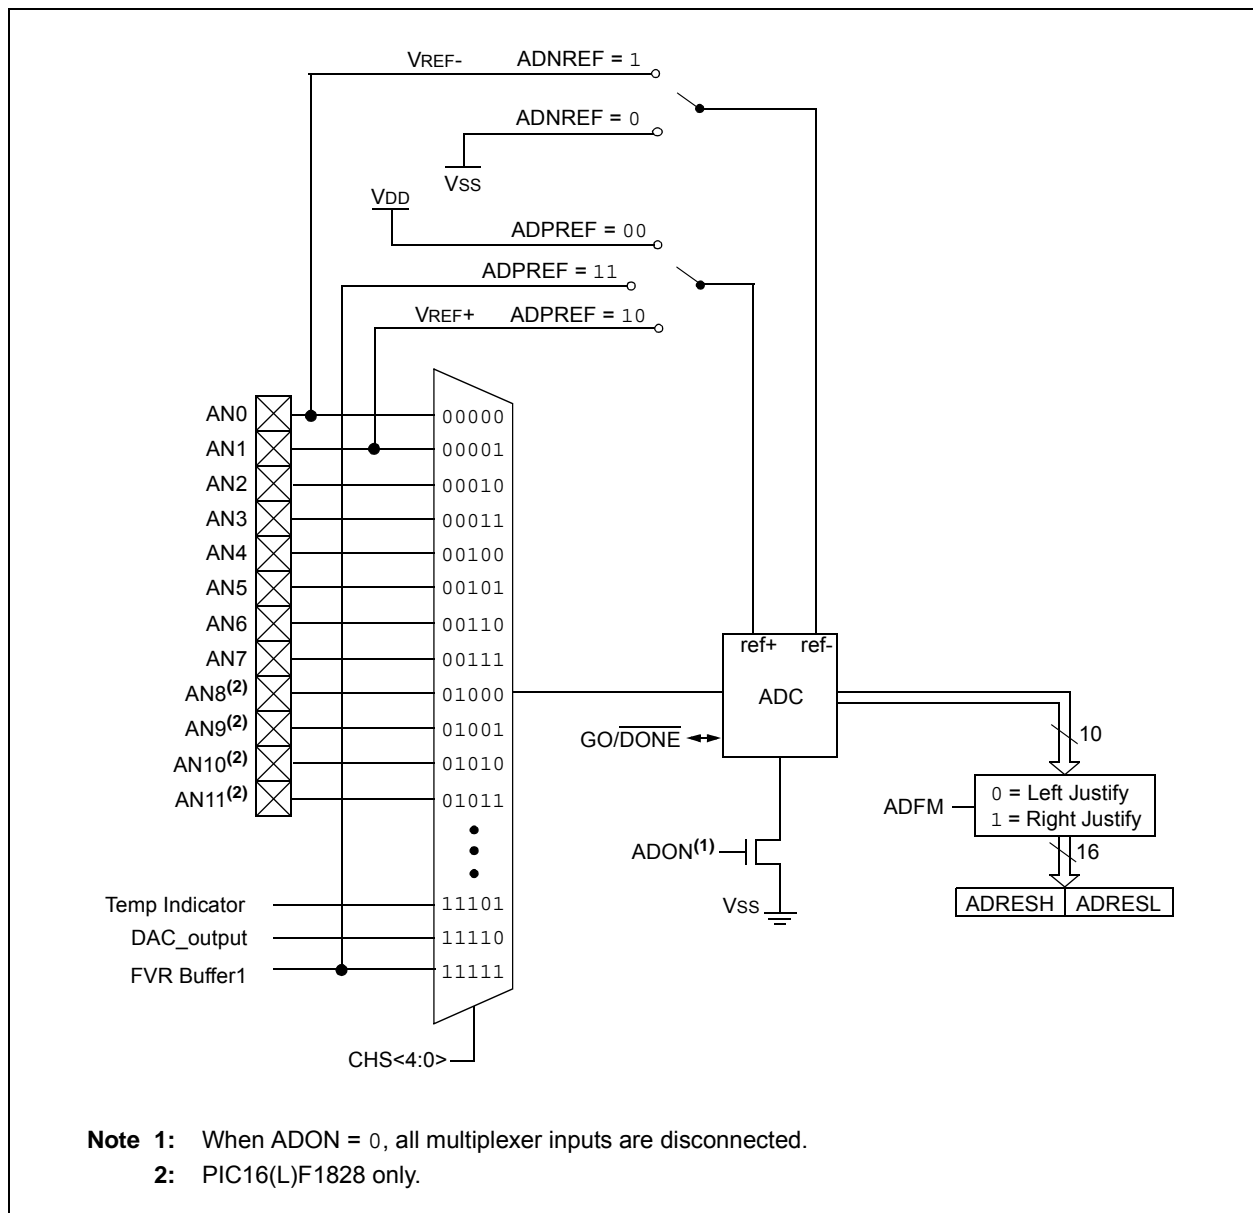 VREF- ADNREF = 1
ADNREF = 0
VSS
VDD
ADPREF = 00
ADPREF = 11
VREF+ ADPREF = 10
AN0 00000
AN1 00001
AN2 00010
AN3 00011
AN4 00100
AN5 00101
AN6 00110
AN7 00111
AN8(2) 01000
AN9(2) 01001
AN10(2) 01010
AN11(2) 01011
Temp Indicator 11101
DAC_output 11110
FVR Buffer1 11111
CHS<4:0>
ref+ ref-
ADC
GO/DONE
ADON(1)
VSS
10
ADFM
0 = Left Justify
1 = Right Justify
16
ADRESH ADRESL
Note 1: When ADON = 0, all multiplexer inputs are disconnected.
2: PIC16(L)F1828 only.